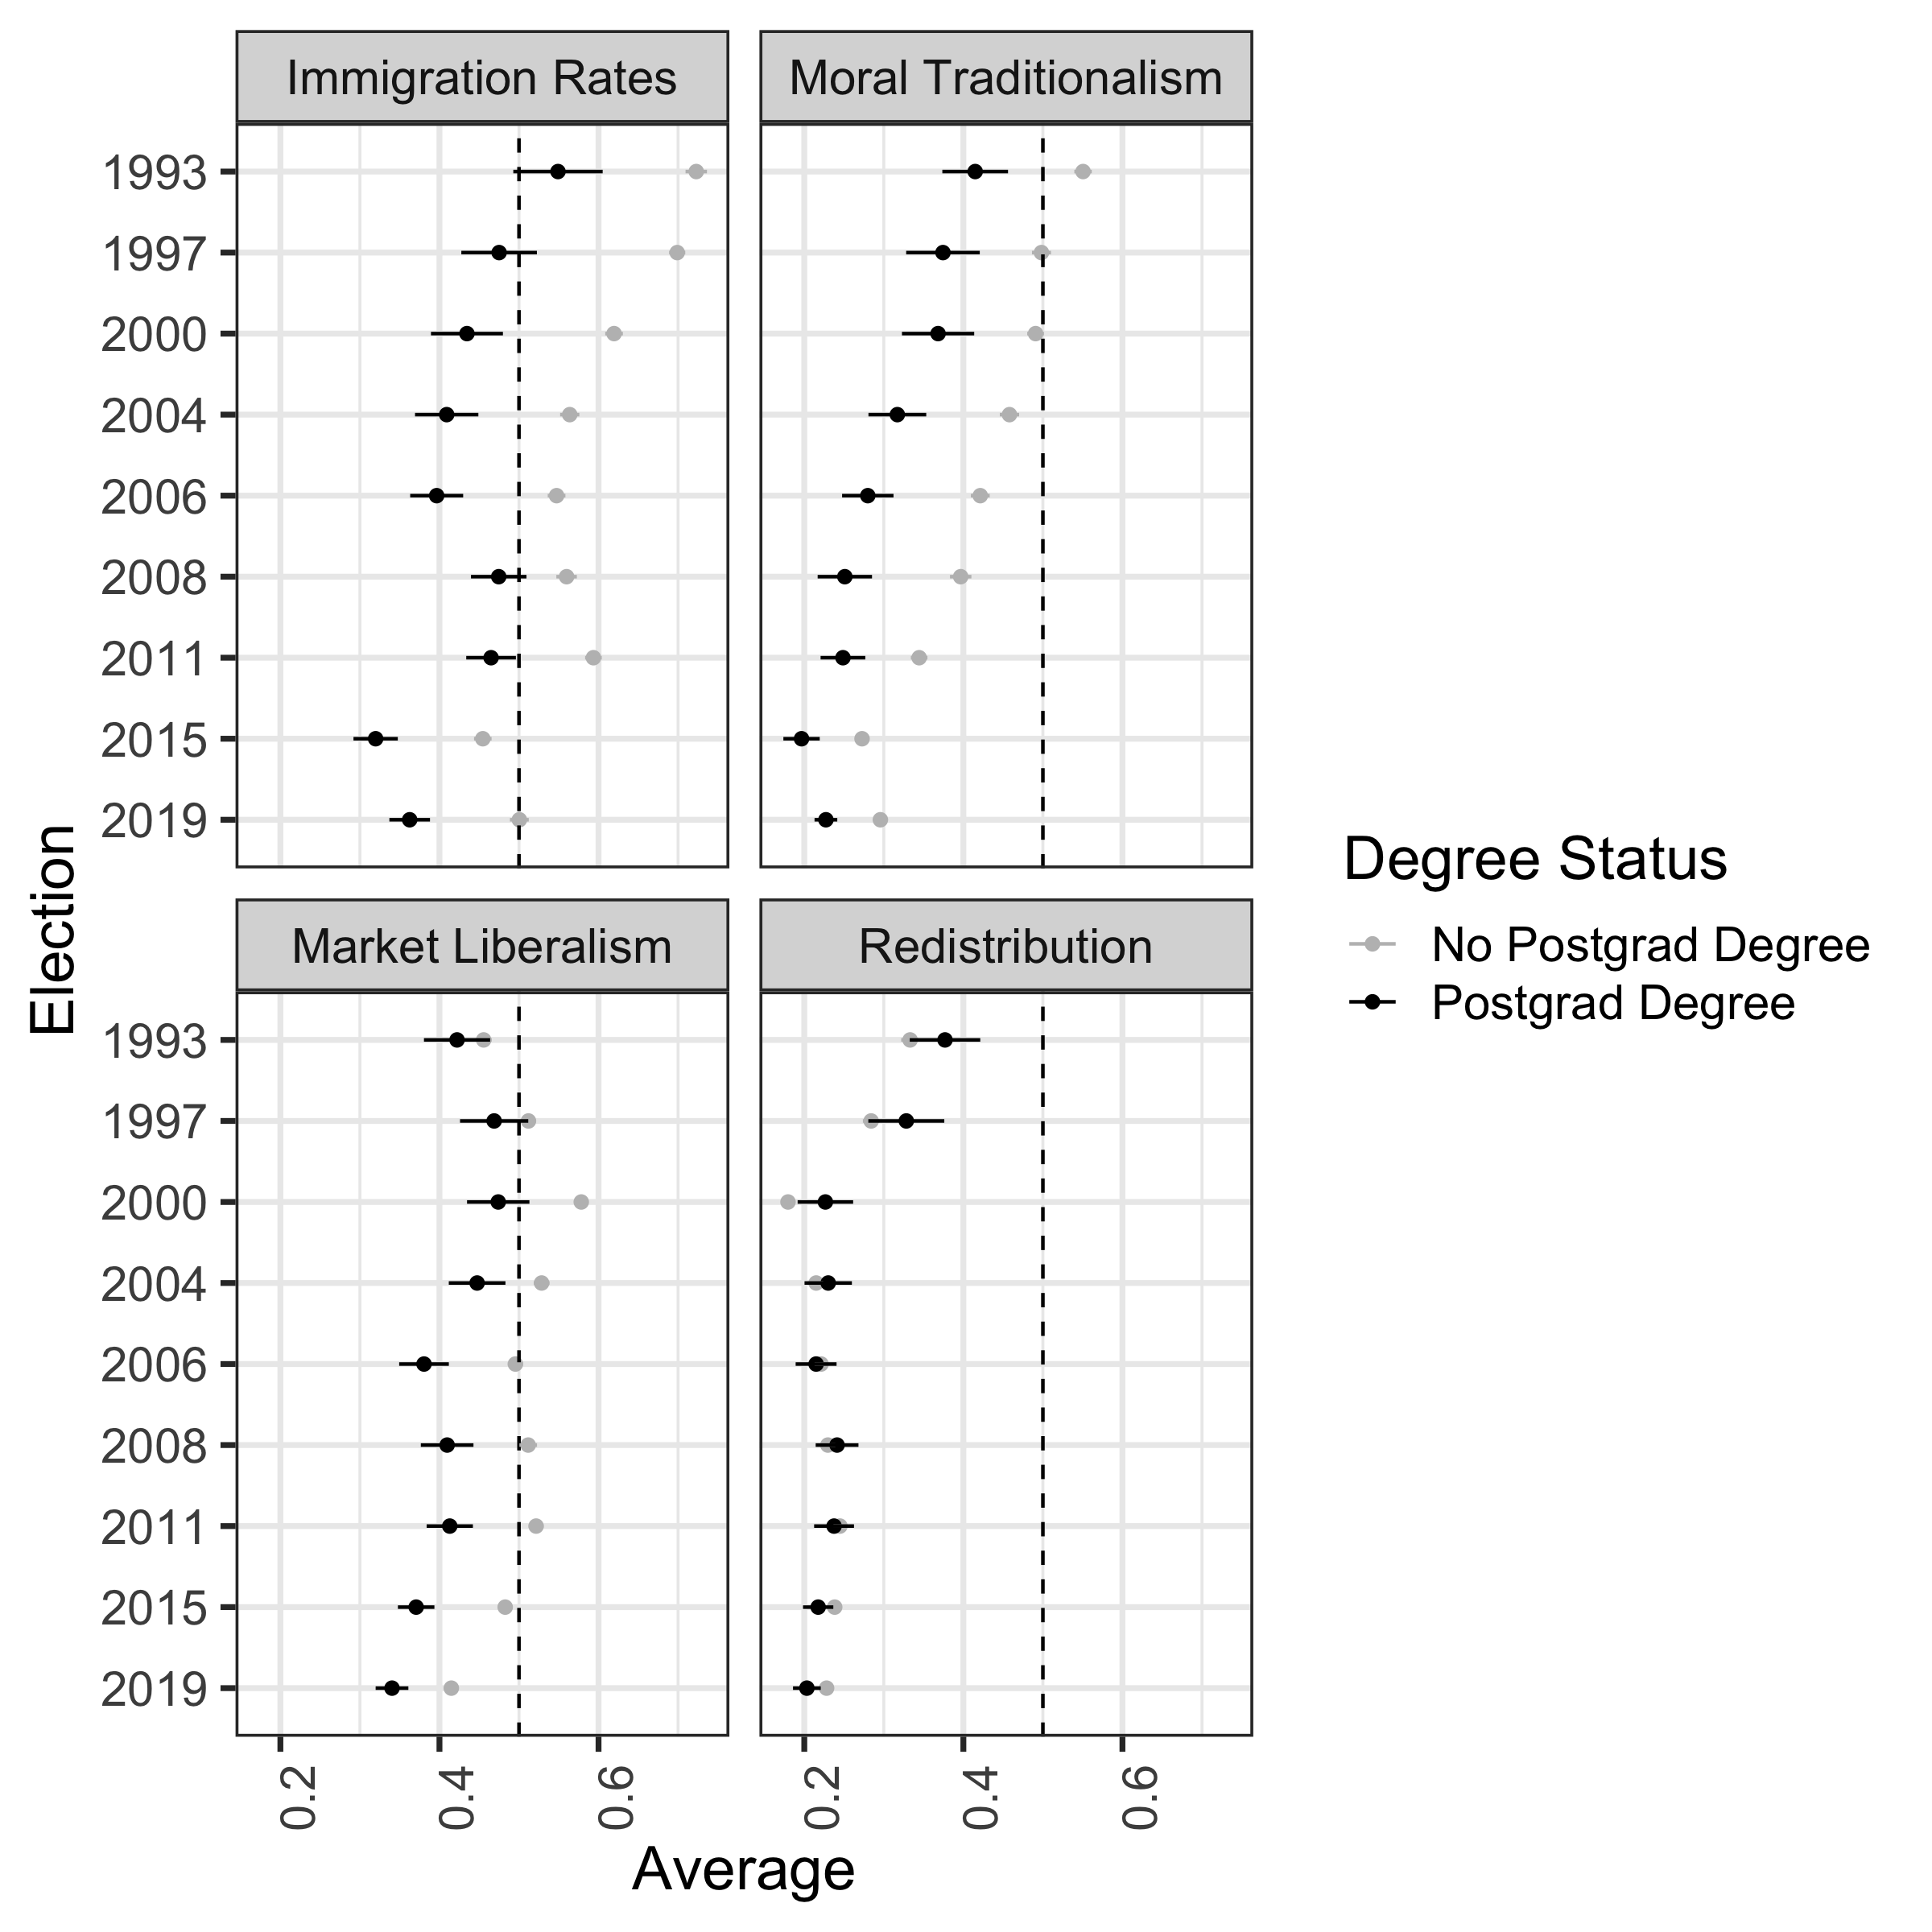 Immigration Rates
Moral Traditionalism
1993
1997
2000
2004
2006
2008
2011
2015
2019
Market Liberalism
Redistribution
1993
1997
2000
2004
2006
2008
2011
2015
2019
0.2
0.4
0.6
0.2
0.4
0.6
Average
Election
Degree Status
No Postgrad Degree
Postgrad Degree